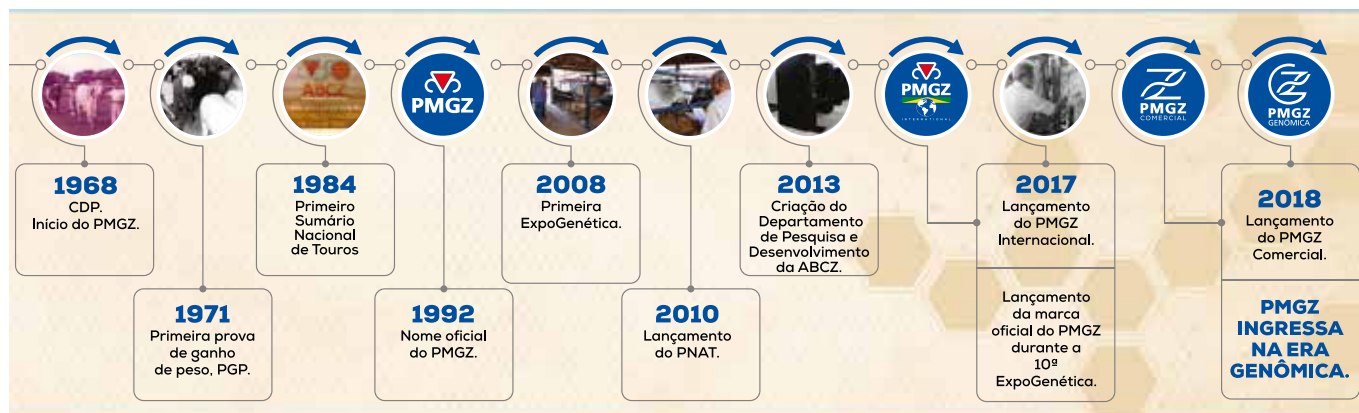 ABCZ
PMGZ
PMGZ
INTERNATIONAL
PMGZ
COMERCIAL
PMGZ
GENÔMICA
1968
CDP.
Início do PMGZ.
1971
Primeira prova
de ganho
de peso, PGP.
1984
Primeiro
Sumário
Nacional
de Touros
1992
Nome oficial
do PMGZ.
2008
Primeira
ExpoGenética.
2010
Lançamento
do PNAT.
2013
Criação do
Departamento
de Pesquisa e
Desenvolvimento
da ABCZ.
2017
Lançamento
do PMGZ
Internacional.
Lançamento
da marca
oficial do PMGZ
durante a
10ª
ExpoGenética.
2018
Lançamento
do PMGZ
Comercial.
PMGZ
INGRESSA
NA ERA
GENÔMICA.